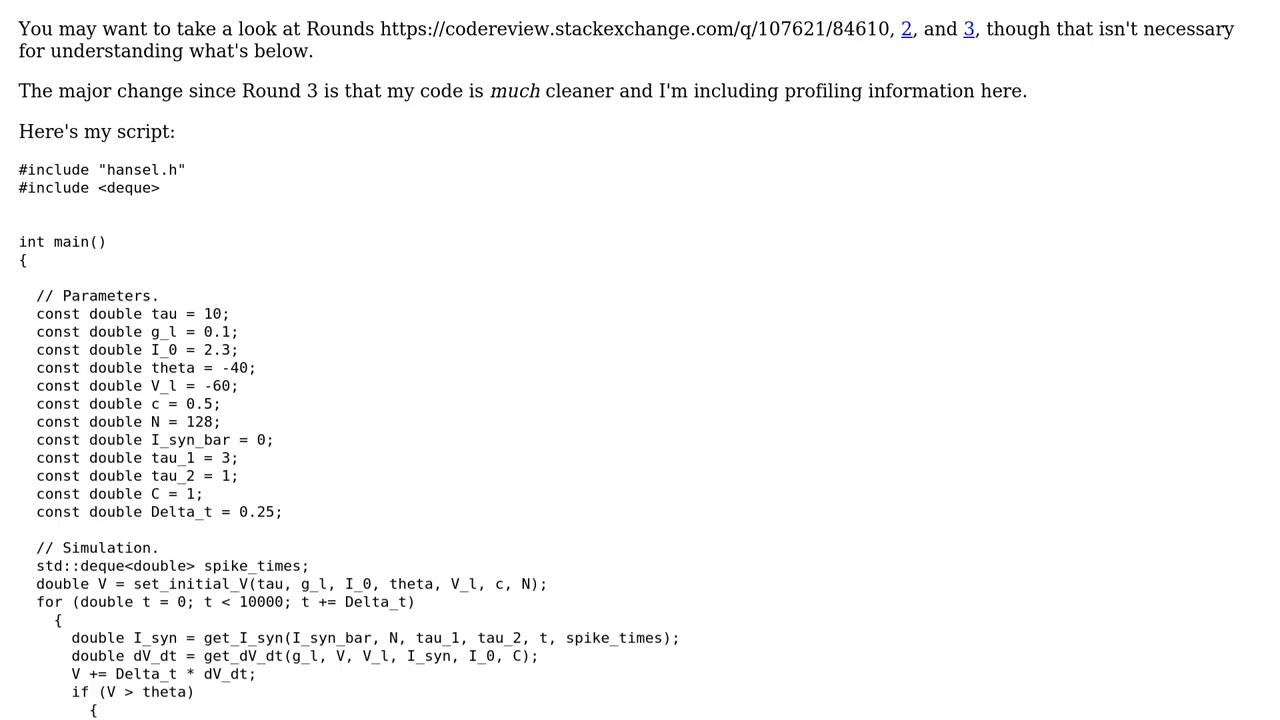 You may want to take a look at Rounds https://codereview.stackexchange.com/q/107621/84610, 2, and 3, though that isn't necessary
for understanding what's below.
The major change since Round 3 is that my code is much cleaner and I'm including profiling information here.
Here's my script:
#include "hansel.h"
#include <deque>
int main()
{
  // Parameters.
  const double tau = 10;
  const double g_l = 0.1;
  const double I_0 = 2.3;
  const double theta = -40;
  const double V_l = -60;
  const double c = 0.5;
  const double N = 128;
  const double I_syn_bar = 0;
  const double tau_1 = 3;
  const double tau_2 = 1;
  const double C = 1;
  const double Delta_t = 0.25;
  // Simulation.
  std::deque<double> spike_times;
  double V = set_initial_V(tau, g_l, I_0, theta, V_l, c, N);
  for (double t = 0; t < 10000; t += Delta_t)
    {
      double I_syn = get_I_syn(I_syn_bar, N, tau_1, tau_2, t, spike_times);
      double dV_dt = get_dV_dt(g_l, V, V_l, I_syn, I_0, C);
      V += Delta_t * dV_dt;
      if (V > theta)
        {